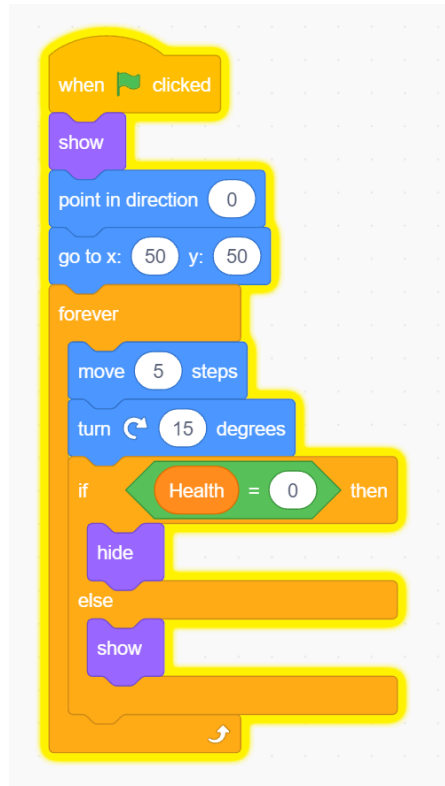 when clicked
show
point in direction 0
go to x: 50 y: 50
forever
move 5 steps
turn 15 degrees
if Health = 0 then
hide
else
show